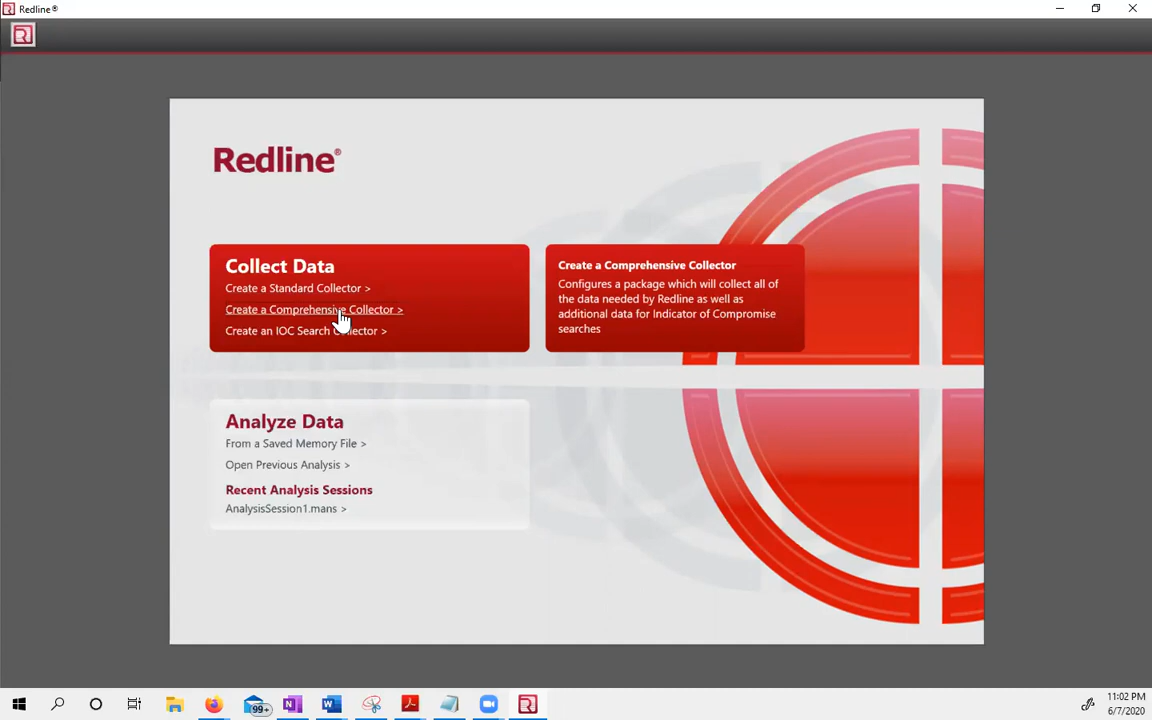 Redline®
Redline®
Collect Data
Create a Standard Collector >
Create a Comprehensive Collector >
Create an IOC Search Collector >
Create a Comprehensive Collector
Configures a package which will collect all of
the data needed by Redline as well as
additional data for Indicator of Compromise
searches
Analyze Data
From a Saved Memory File >
Open Previous Analysis >
Recent Analysis Sessions
AnalysisSession1.mans >
99+
11:02 PM
6/7/2020